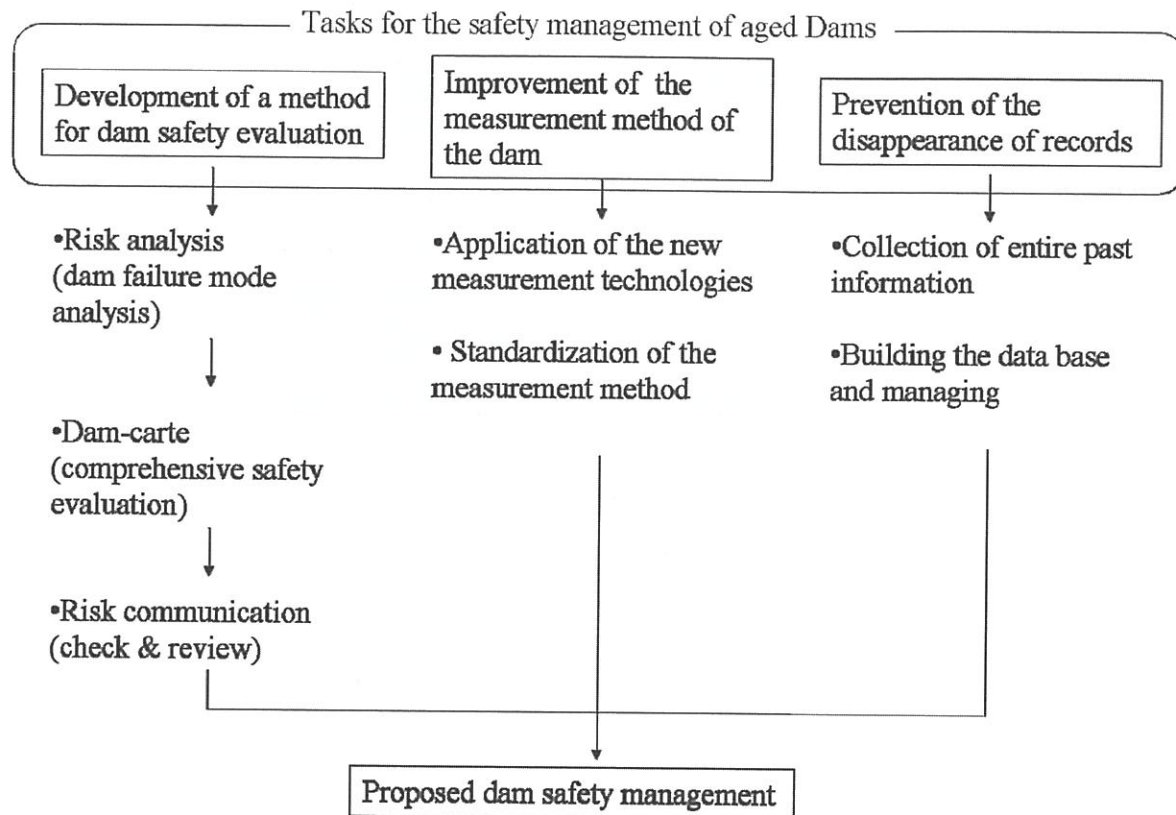 Tasks for the safety management of aged Dams
Development of a method
for dam safety evaluation
Improvement of the
measurement method of
the dam
Prevention of the
disappearance of records
•Risk analysis
(dam failure mode
analysis)
•Dam-carte
(comprehensive safety
evaluation)
•Risk communication
(check & review)
•Application of the new
measurement technologies
• Standardization of the
measurement method
•Collection of entire past
information
•Building the data base
and managing
Proposed dam safety management